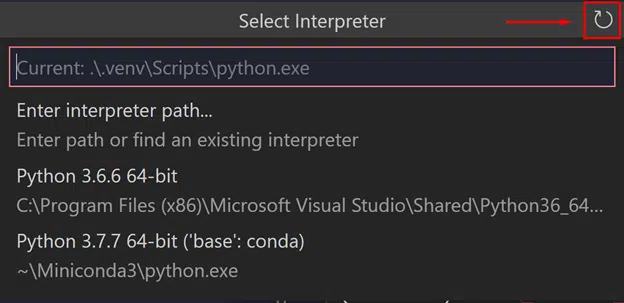 Select Interpreter
Current: .\.venv\Scripts\python.exe
Enter interpreter path...
Enter path or find an existing interpreter
Python 3.6.6 64-bit
C:\Program Files (x86)\Microsoft Visual Studio\Shared\Python36_64...
Python 3.7.7 64-bit ('base': conda)
~\Miniconda3\python.exe